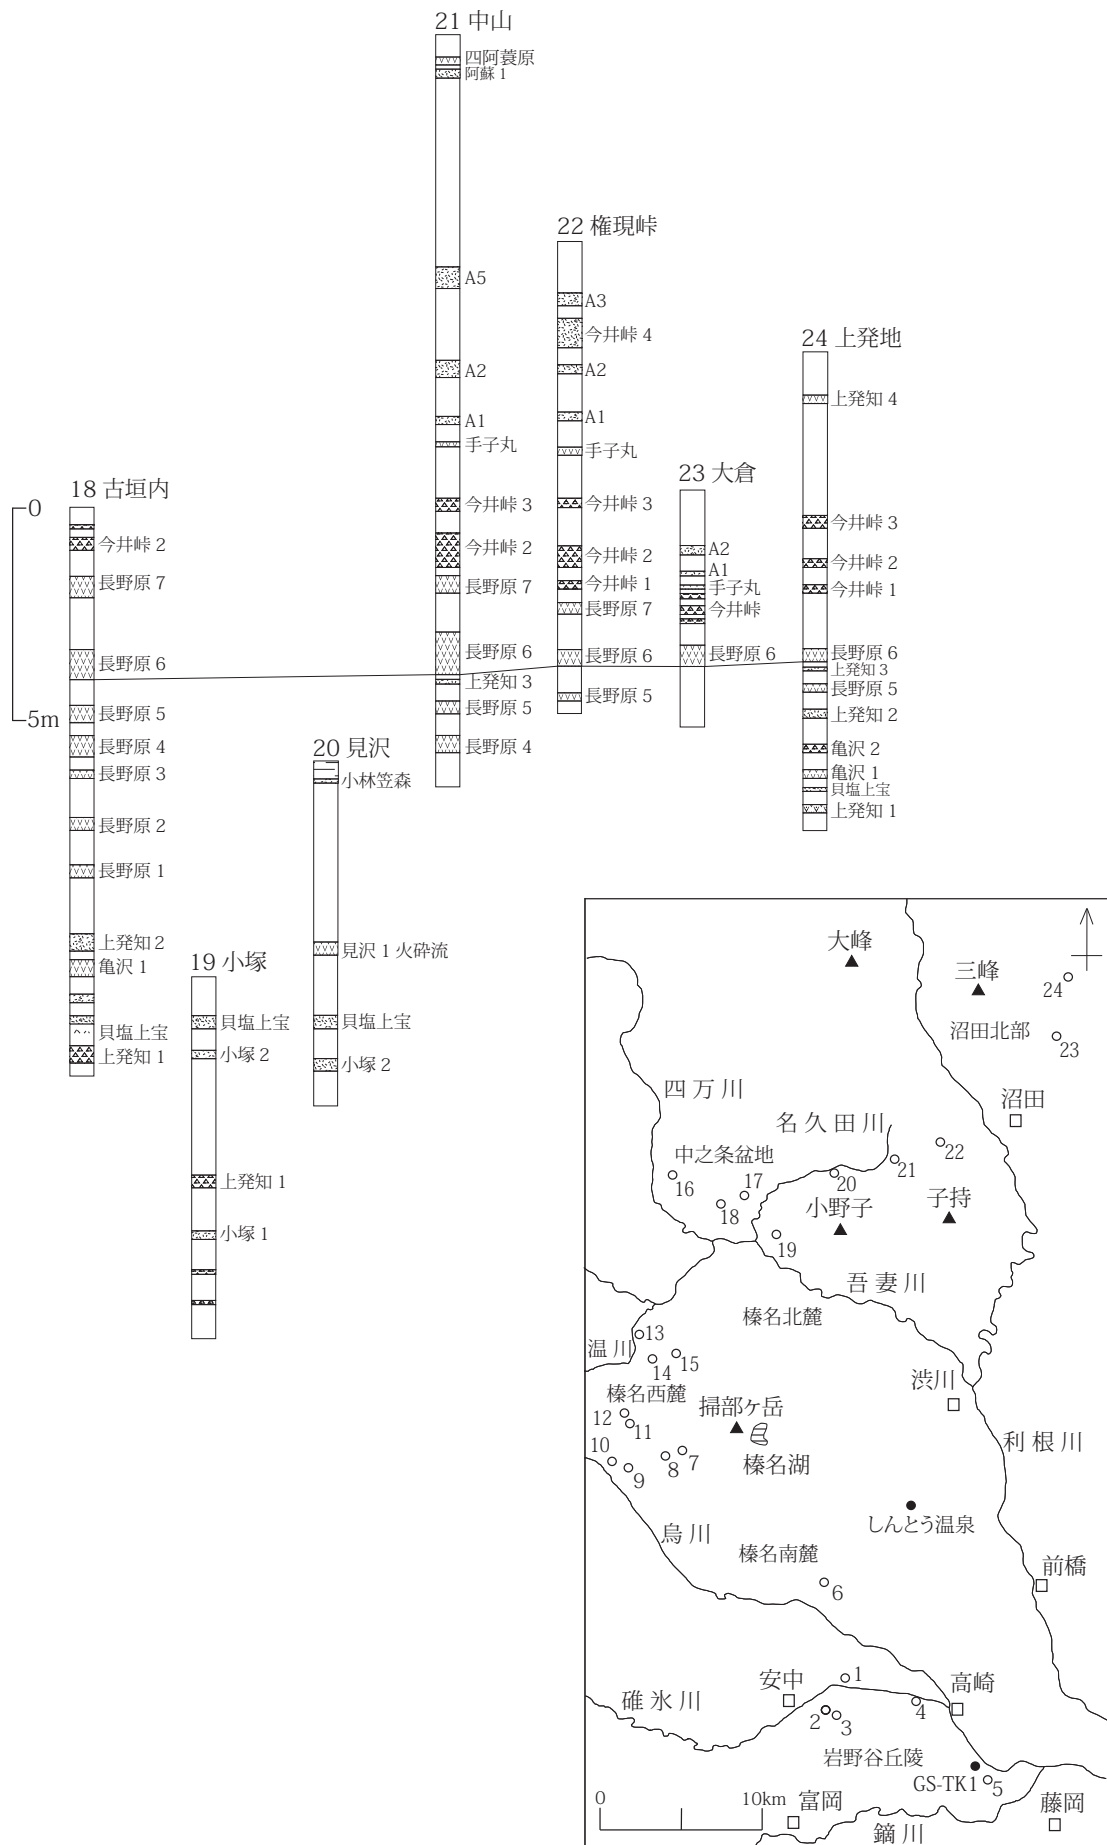 21 中山
四阿蓑原
阿蘇 1
A5
A2
A1
手子丸
今井峠 3
今井峠 2
長野原 7
長野原 6
上発知 3
長野原 5
長野原 4
22 権現峠
A3
今井峠 4
A2
A1
手子丸
今井峠 3
今井峠 2
今井峠 1
長野原 7
長野原 6
長野原 5
24 上発地
上発知 4
今井峠 3
今井峠 2
今井峠 1
長野原 6
上発知 3
長野原 5
上発知 2
亀沢 2
亀沢 1
貝塩上宝
上発知 1
23 大倉
A2
A1
手子丸
今井峠
長野原 6
0
5m
18 古垣内
今井峠 2
長野原 7
長野原 6
長野原 5
長野原 4
長野原 3
長野原 2
長野原 1
上発知 2
亀沢 1
貝塩上宝
上発知 1
19 小塚
貝塩上宝
小塚 2
上発知 1
小塚 1
20 見沢
小林笠森
見沢 1 火砕流
貝塩上宝
小塚 2
大峰
三峰
24
沼田北部
23
四万川
沼田
名久田川
22
中之条盆地
21
16
17
20
18
小野子
子持
19
吾妻川
榛名北麓
13
温川
14
15
榛名西麓
渋川
12
掃部ヶ岳
11
利根川
10
8
7
榛名湖
9
しんとう温泉
烏川
榛名南麓
前橋
6
1
安中
高崎
碓氷川
4
2
3
岩野谷丘陵
GS-TK1
5
0
10km
富岡
藤岡
鏑川